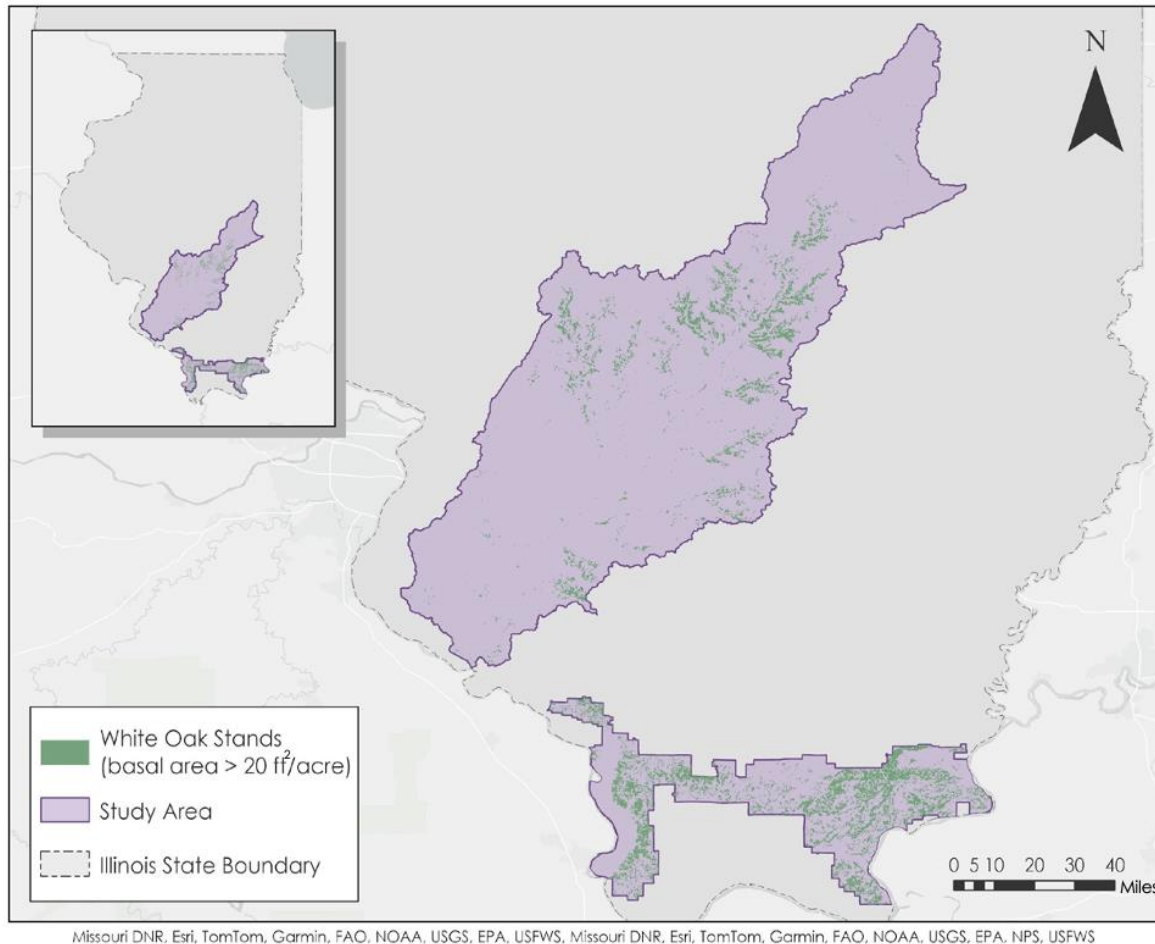 N
White Oak Stands
(basal area > 20 ft²/acre)
Study Area
Illinois State Boundary
0 5 10 20 30 40
Miles
Missouri DNR, Esri, TomTom, Garmin, FAO, NOAA, USGS, EPA, USFWS, Missouri DNR, Esri, TomTom, Garmin, FAO, NOAA, USGS, EPA, NPS, USFWS